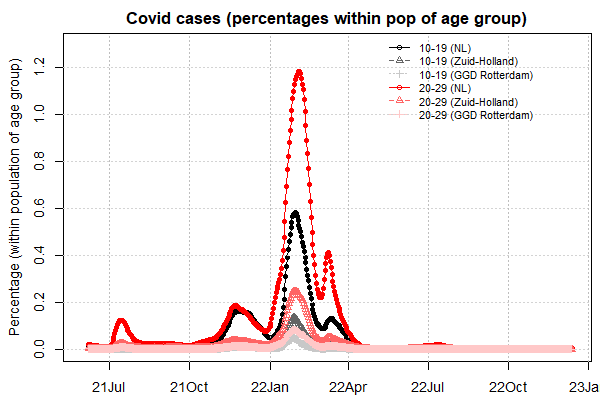 Covid cases (percentages within pop of age group)
Percentage (within population of age group)
1.2
1.0
0.8
0.6
0.4
0.2
0.0
10-19 (NL)
10-19 (Zuid-Holland)
10-19 (GGD Rotterdam)
20-29 (NL)
20-29 (Zuid-Holland)
20-29 (GGD Rotterdam)
21Jul 21Oct 22Jan 22Apr 22Jul 22Oct 23Ja